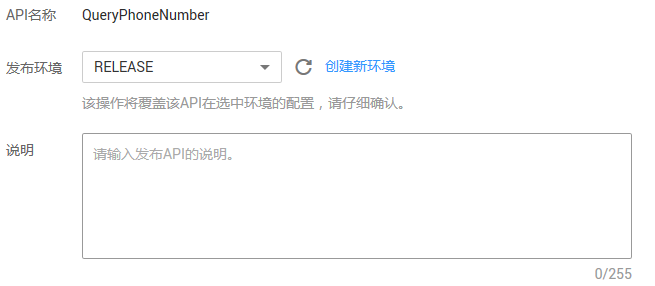 API名称 QueryPhoneNumber
发布环境 RELEASE 创建新环境
该操作将覆盖该API在选中环境的配置，请仔细确认。
说明 请输入发布API的说明。
0/255